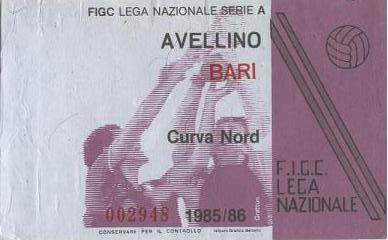 FIGC LEGA NAZIONALE SERIE A
AVELLINO
BARI
Curva Nord
F.I.G.C.
LEGA
NAZIONALE
002948 1985/86
CONSERVARE PER IL CONTROLLO